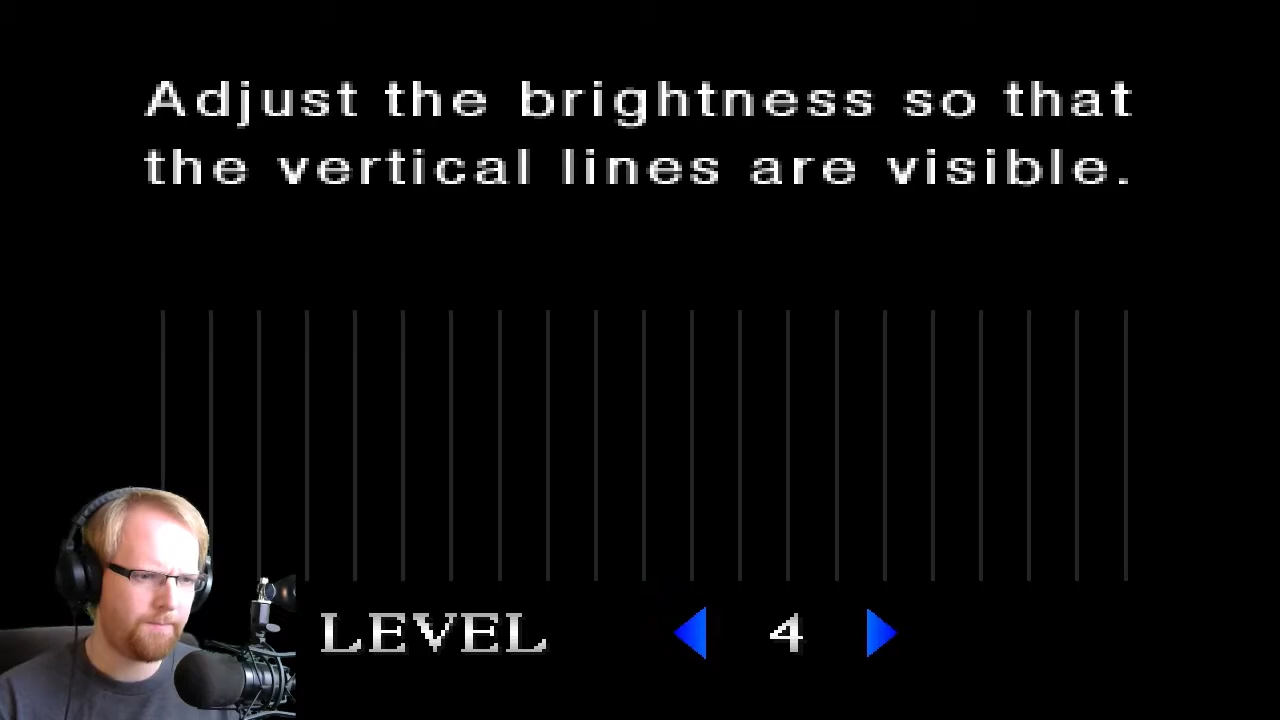 Adjust the brightness so that
the vertical lines are visible.
LEVEL 4